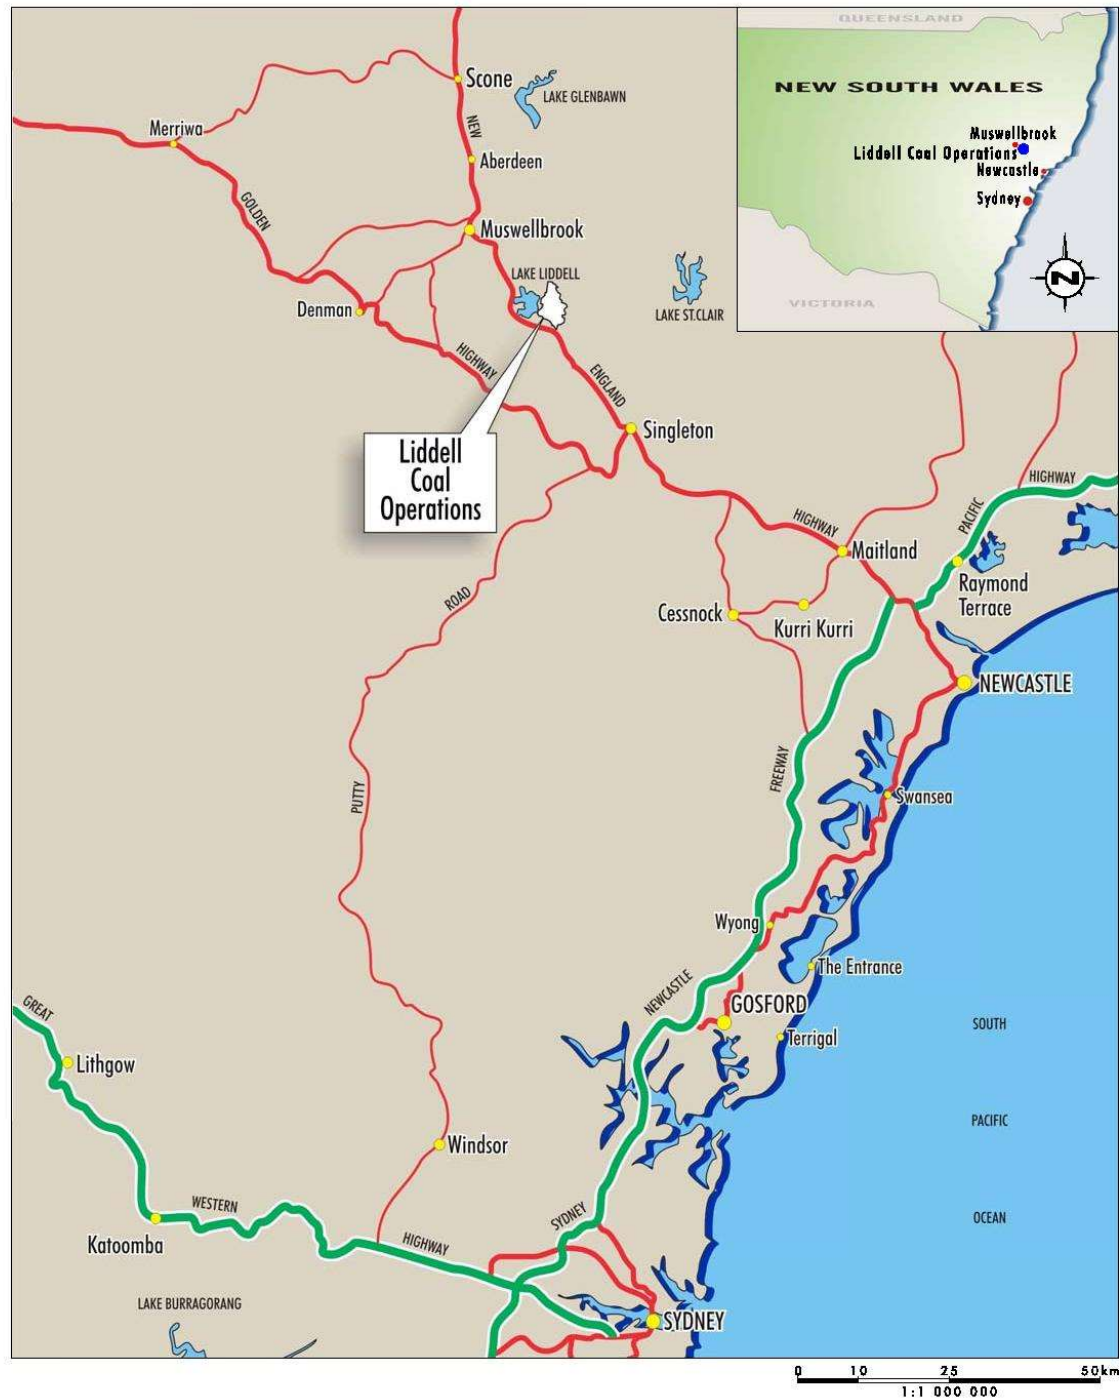 QUEENSLAND
NEW SOUTH WALES
Muswellbrook
Liddell Coal Operations
Newcastle
Sydney
N
VICTORIA
Scone
LAKE GLENBAWN
NEW
Merriwa
Aberdeen
GOLDEN
Muswellbrook
LAKE LIDDELL
Denman
LAKE ST.CLAIR
HIGHWAY
ENGLAND
Singleton
Liddell
Coal
Operations
HIGHWAY
HIGHWAY
PACIFIC
Maitland
Raymond
Terrace
ROAD
Cessnock
Kurri Kurri
NEWCASTLE
FREEWAY
PUTTY
Swansea
Wyong
The Entrance
NEWCASTLE
GOSFORD
GREAT
SOUTH
Terrigal
Lithgow
PACIFIC
Windsor
WESTERN
SYDNEY
OCEAN
Katoomba
HIGHWAY
LAKE BURRAGORANG
SYDNEY
0 10 25 50km
1:1 000 000